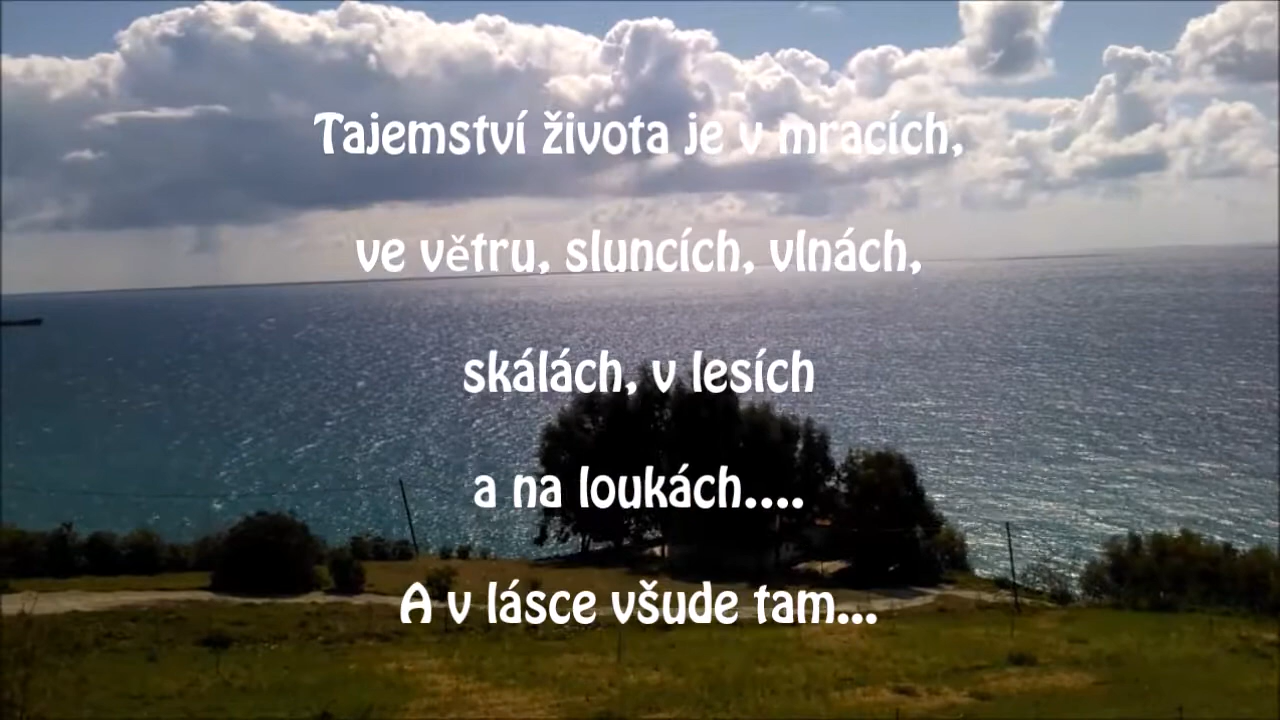 Tajemství života je v mracích,
ve větru, sluncích, vlnách,
skálách, v lesích
a na loukách....
A v lásce všude tam...